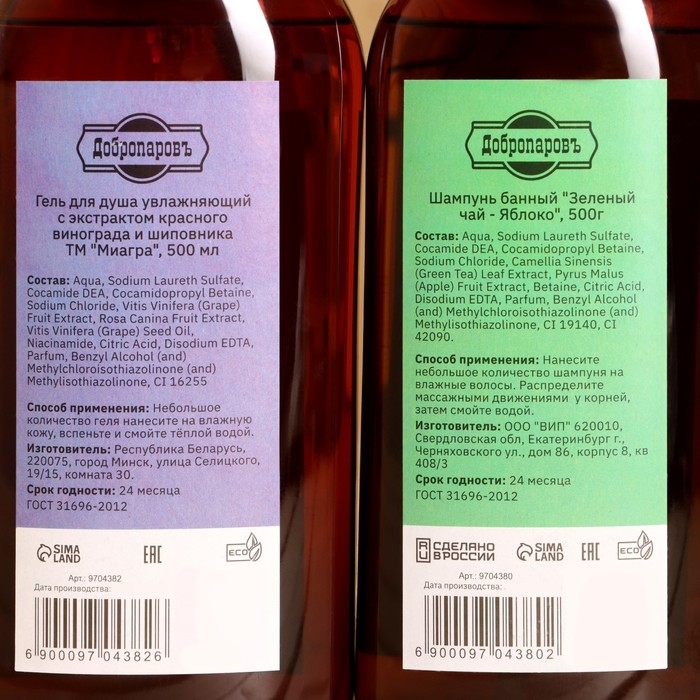 Добропаровъ
Гель для душа увлажняющий
с экстрактом красного
винограда и шиповника
ТМ "Миагра", 500 мл
Состав: Aqua, Sodium Laureth Sulfate,
Cocamide DEA, Cocamidopropyl Betaine,
Sodium Chloride, Vitis Vinifera (Grape)
Fruit Extract, Rosa Canina Fruit Extract,
Vitis Vinifera (Grape) Seed Oil,
Niacinamide, Citric Acid, Disodium EDTA,
Parfum, Benzyl Alcohol (and)
Methylchloroisothiazolinone (and)
Methylisothiazolinone, CI 16255
Способ применения: Небольшое
количество геля нанесите на влажную
кожу, вспеньте и смойте тёплой водой.
Изготовитель: Республика Беларусь,
220075, город Минск, улица Селицкого,
19/15, комната 30.
Срок годности: 24 месяца
ГОСТ 31696-2012
SIMA
LAND
EAC
ECO
Арт.: 9704382
Дата производства:
6 900097 043826
Добропаровъ
Шампунь банный "Зеленый
чай - Яблоко", 500г
Состав: Aqua, Sodium Laureth Sulfate,
Cocamide DEA, Cocamidopropyl Betaine,
Sodium Chloride, Camellia Sinensis
(Green Tea) Leaf Extract, Pyrus Malus
(Apple) Fruit Extract, Betaine, Citric Acid,
Disodium EDTA, Parfum, Benzyl Alcohol
(and) Methylchloroisothiazolinone (and)
Methylisothiazolinone, CI 19140, CI
42090.
Способ применения: Нанесите
небольшое количество шампуня на
влажные волосы. Распределите
массажными движениями у корней,
затем смойте водой.
Изготовитель: ООО "ВИП" 620010,
Свердловская обл, Екатеринбург г.,
Черняховского ул., дом 86, корпус 8, кв
408/3
Срок годности: 24 месяца
ГОСТ 31696-2012
СДЕЛАНО
В РОССИИ
SIMA
LAND
EAC
ECO
Арт.: 9704380
Дата производства: .
6 900097 043802